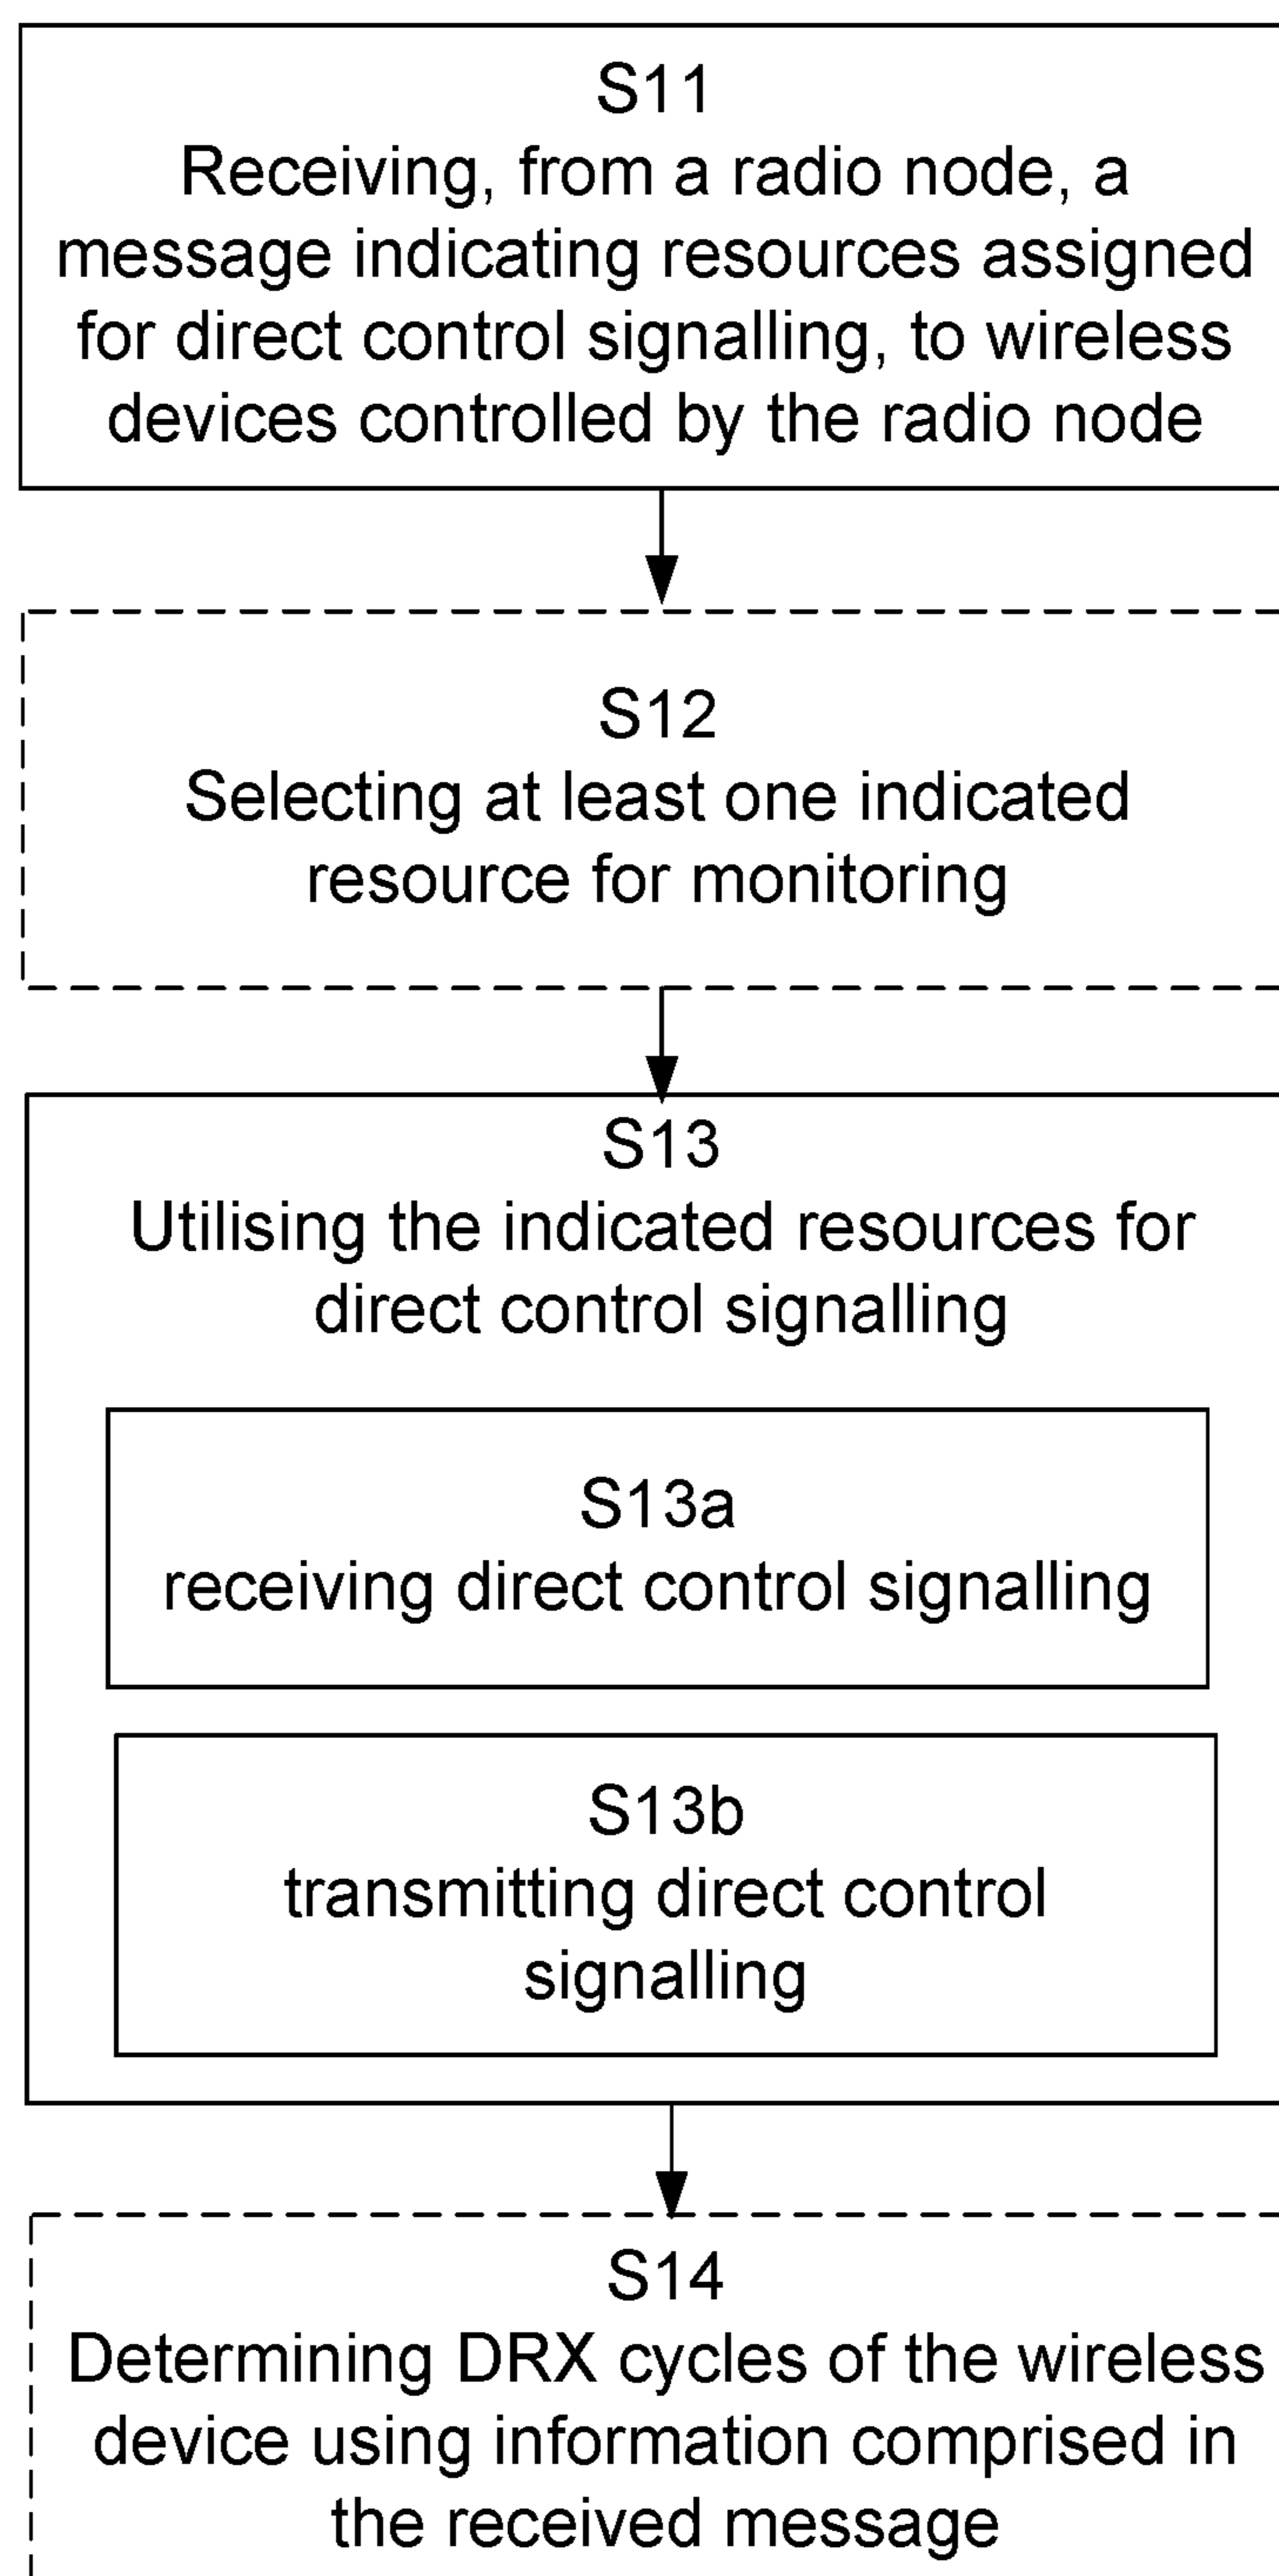 S11
Receiving, from a radio node, a
message indicating resources assigned
for direct control signalling, to wireless
devices controlled by the radio node
S12
Selecting at least one indicated
resource for monitoring
S13
Utilising the indicated resources for
direct control signalling
S13a
receiving direct control signalling
S13b
transmitting direct control
signalling
S14
Determining DRX cycles of the wireless
device using information comprised in
the received message